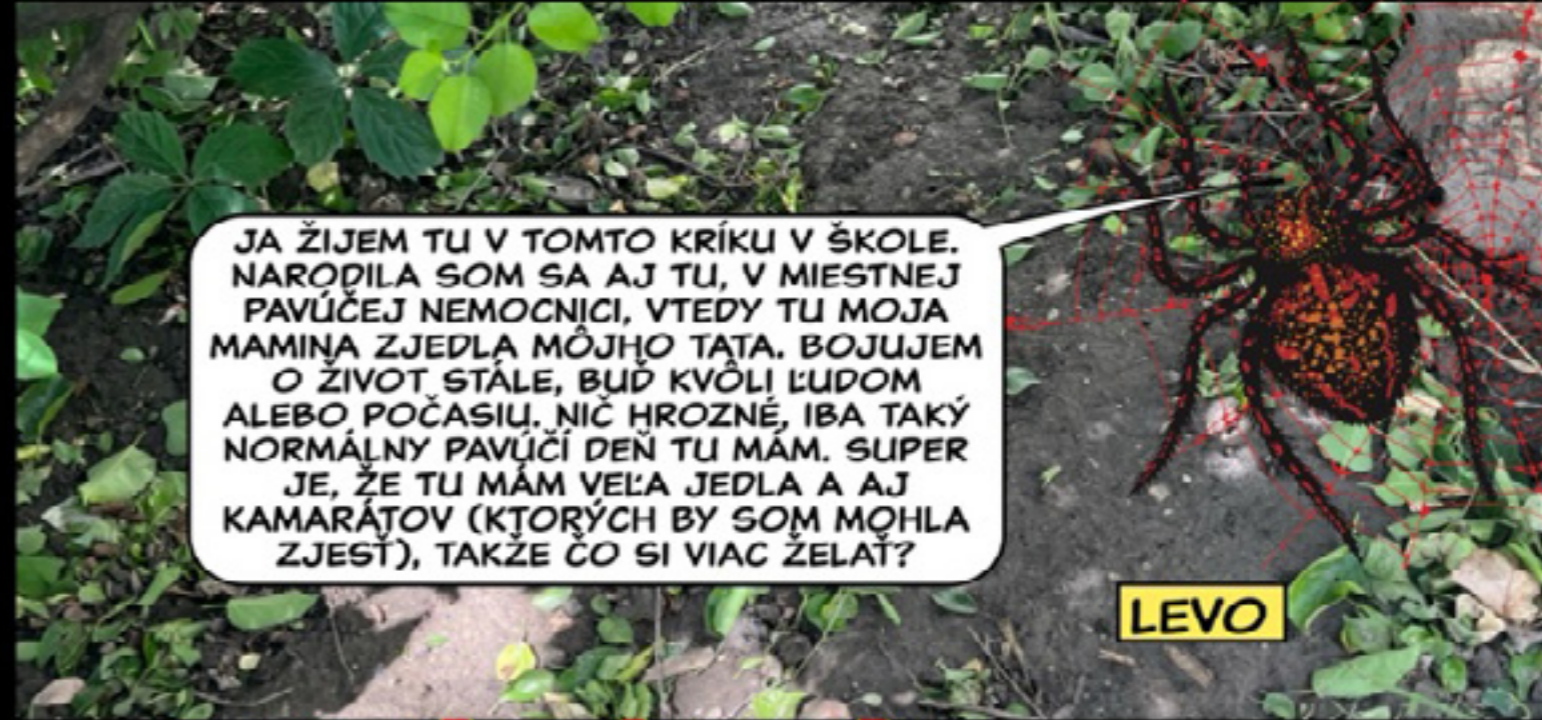 JA ŽIJEM TU V TOMTO KRÍKU V ŠKOLE.
NARODILA SOM SA AJ TU, V MIESTNEJ
PAVÚČEJ NEMOCNICI, VTEDY TU MOJA
MAMINA ZJEDLA MÔJHO TATA. BOJUJEM
O ŽIVOT STÁLE, BUĎ KVÔLI ĽUĎOM
ALEBO POČASIU. NIČ HROZNÉ, IBA TAKÝ
NORMÁLNY PAVÚČÍ DEŇ TU MÁM. SUPER
JE, ŽE TU MÁM VEĽA JEDLA A AJ
KAMARÁTOV (KTORÝCH BY SOM MOHLA
ZJESŤ), TAKŽE ČO SI VIAC ŽELAŤ?
LEVO